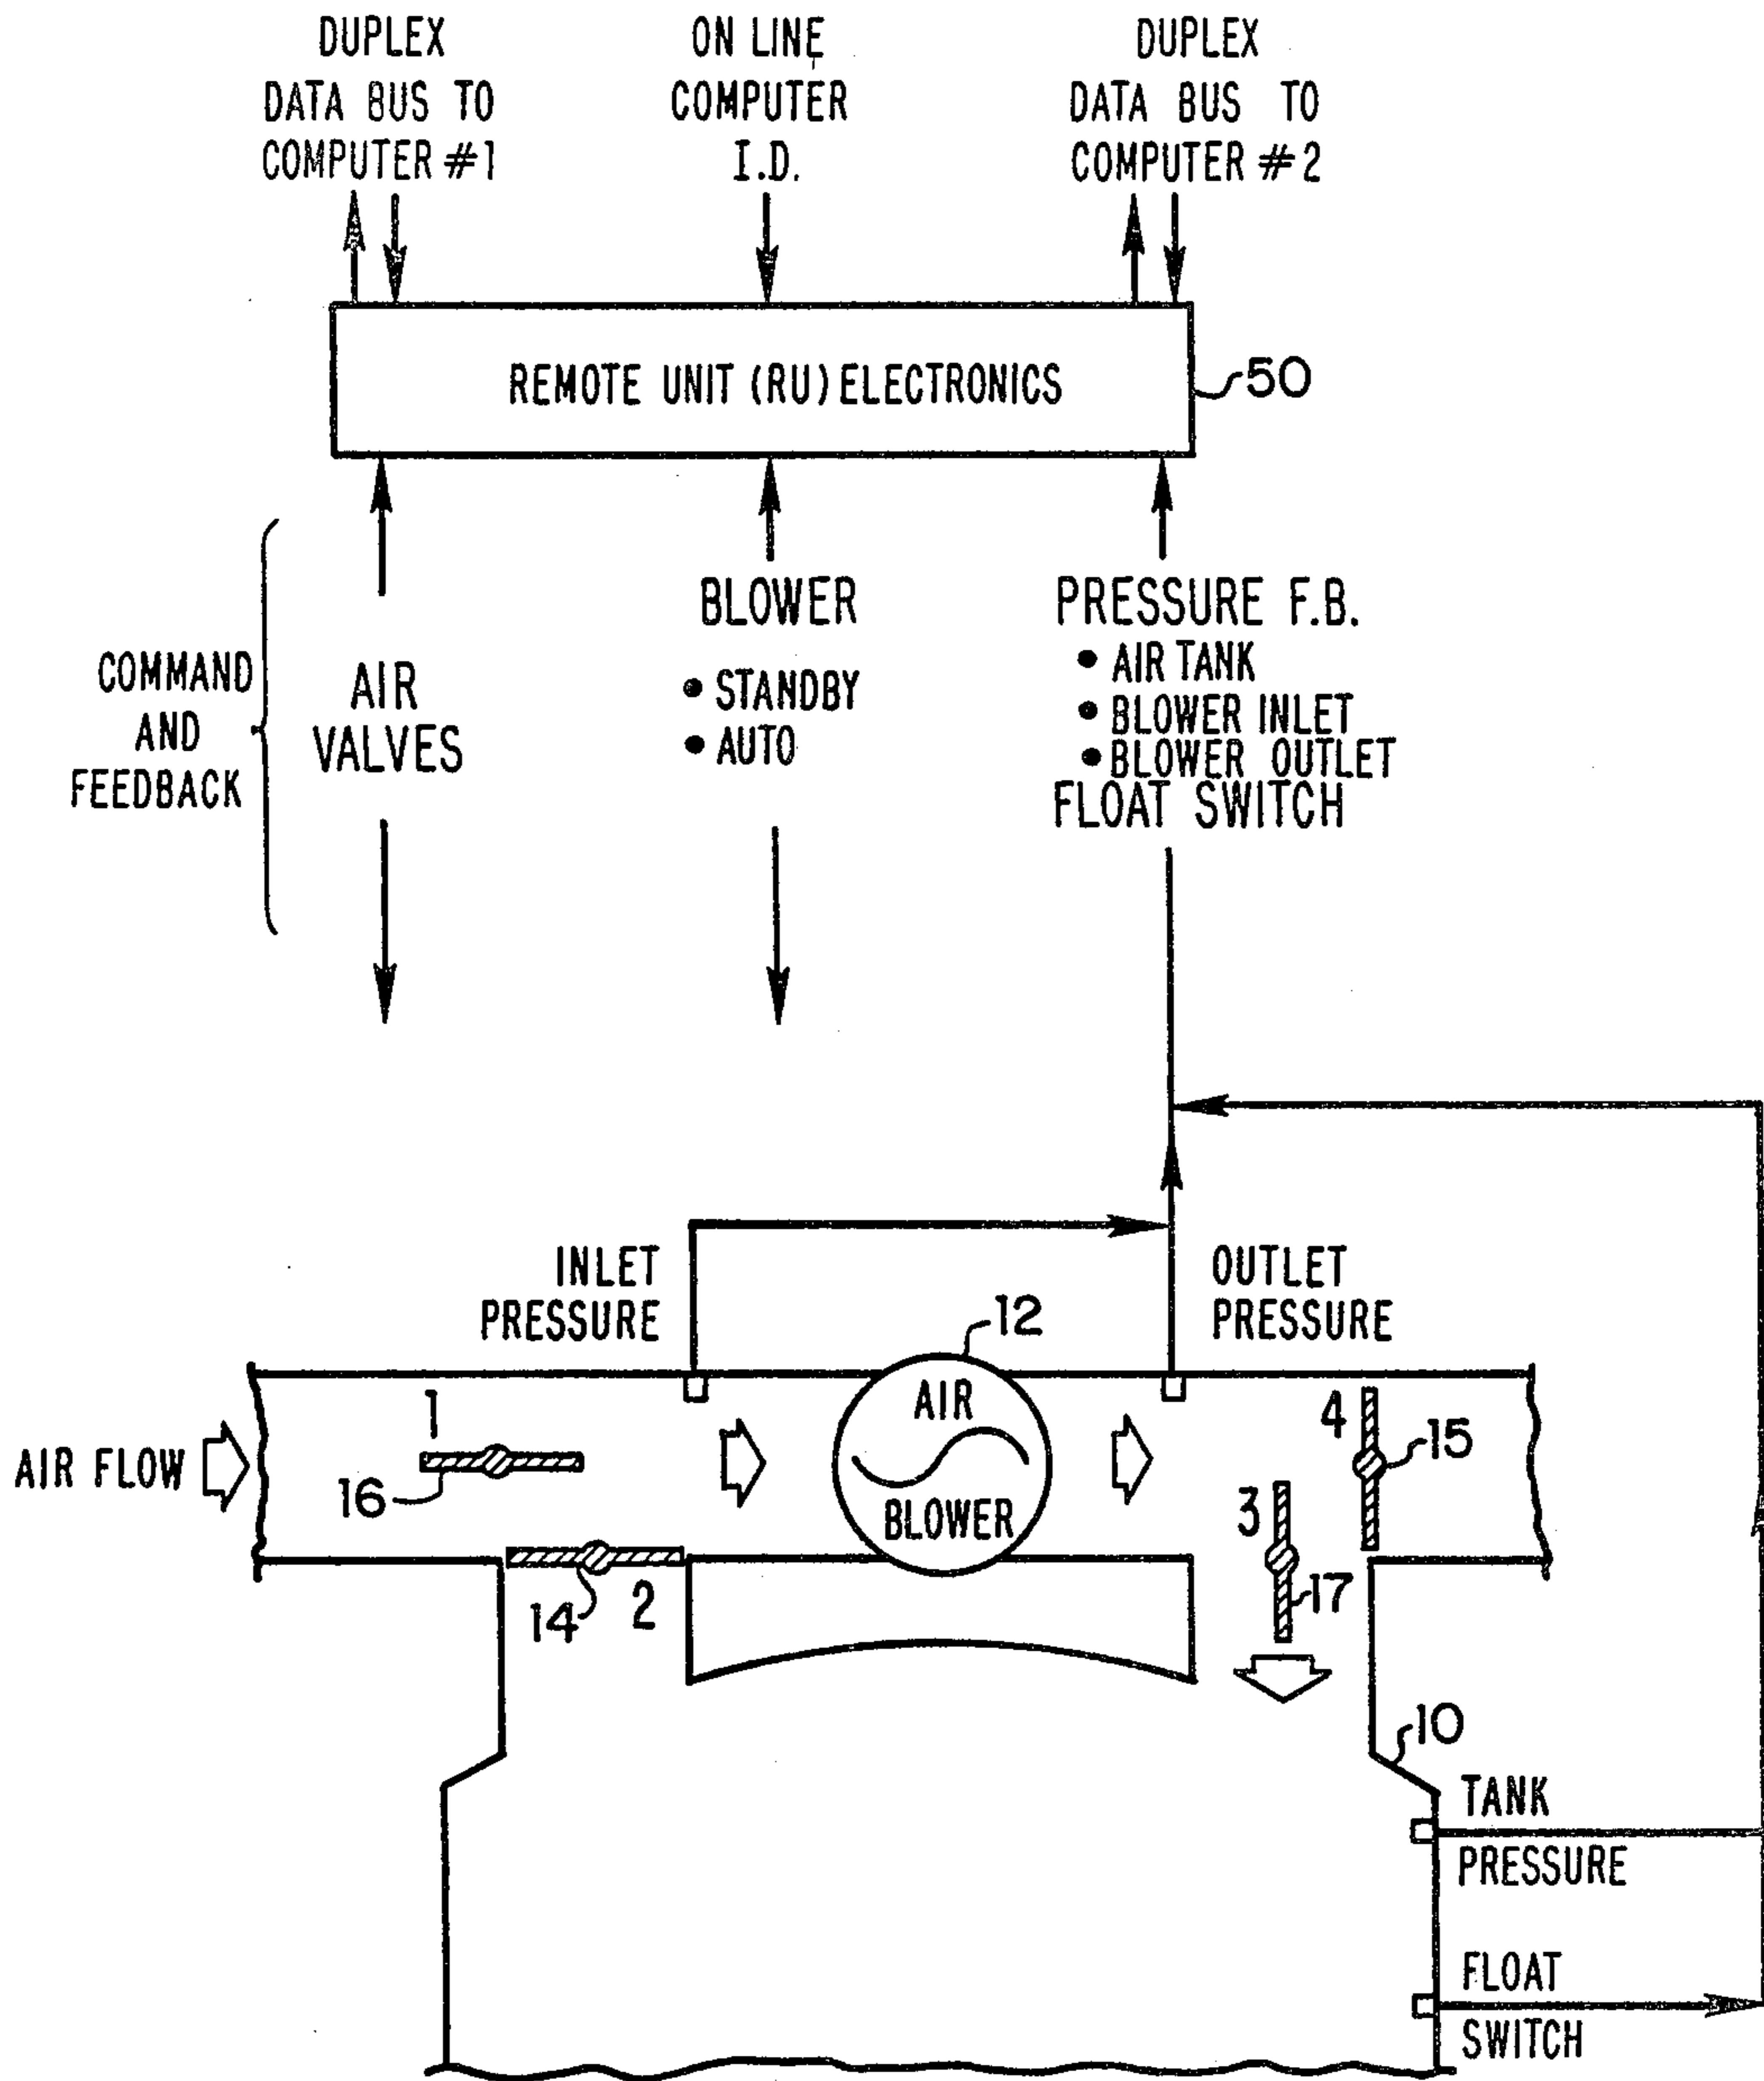 DUPLEX
DATA BUS TO
COMPUTER #1
ON LINE
COMPUTER
I.D.
DUPLEX
DATA BUS TO
COMPUTER #2
REMOTE UNIT (RU) ELECTRONICS
50
COMMAND
AND
FEEDBACK
AIR
VALVES
BLOWER
• STANDBY
• AUTO
PRESSURE F.B.
• AIR TANK
• BLOWER INLET
• BLOWER OUTLET
FLOAT SWITCH
INLET
PRESSURE
OUTLET
PRESSURE
12
AIR FLOW
1
16
AIR
BLOWER
4
15
3
14
2
17
10
TANK
PRESSURE
FLOAT
SWITCH